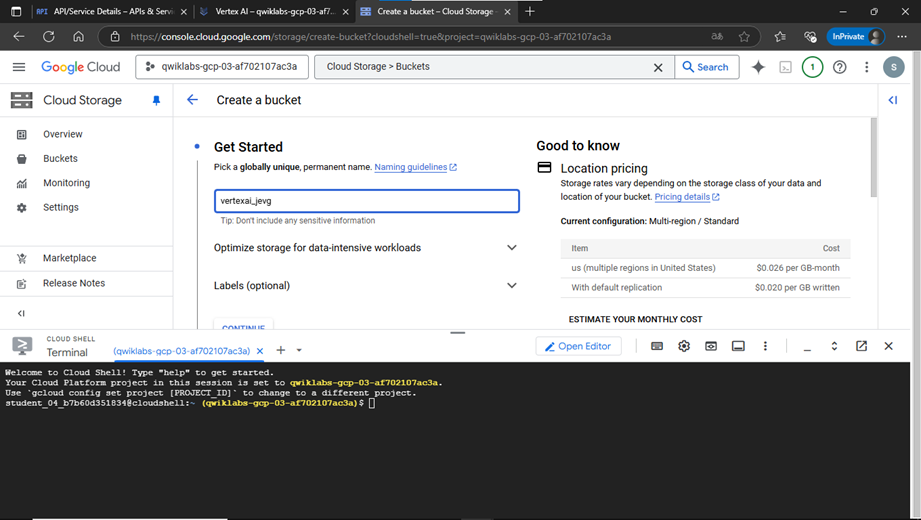 API API/Service Details – APIs & Servi
Vertex AI – qwiklabs-gcp-03-af7
Create a bucket – Cloud Storage –
https://console.cloud.google.com/storage/create-bucket?cloudshell=true&project=qwiklabs-gcp-03-af702107ac3a
InPrivate
Google Cloud
qwiklabs-gcp-03-af702107ac3a
Cloud Storage > Buckets
Search
1
S
Cloud Storage
Create a bucket
Overview
Buckets
Monitoring
Settings
Marketplace
Release Notes
Get Started
Pick a globally unique, permanent name. Naming guidelines
vertexai_jevg
Tip: Don't include any sensitive information
Optimize storage for data-intensive workloads
Labels (optional)
CONTINUE
Good to know
Location pricing
Storage rates vary depending on the storage class of your data and
location of your bucket. Pricing details
Current configuration: Multi-region / Standard
Item Cost
us (multiple regions in United States) $0.026 per GB-month
With default replication $0.020 per GB written
ESTIMATE YOUR MONTHLY COST
CLOUD SHELL
Terminal
(qwiklabs-gcp-03-af702107ac3a)
Open Editor
Welcome to Cloud Shell! Type "help" to get started.
Your Cloud Platform project in this session is set to qwiklabs-gcp-03-af702107ac3a.
Use `gcloud config set project [PROJECT_ID]` to change to a different project.
student_04_b7b60d351834@cloudshell:~ (qwiklabs-gcp-03-af702107ac3a)$